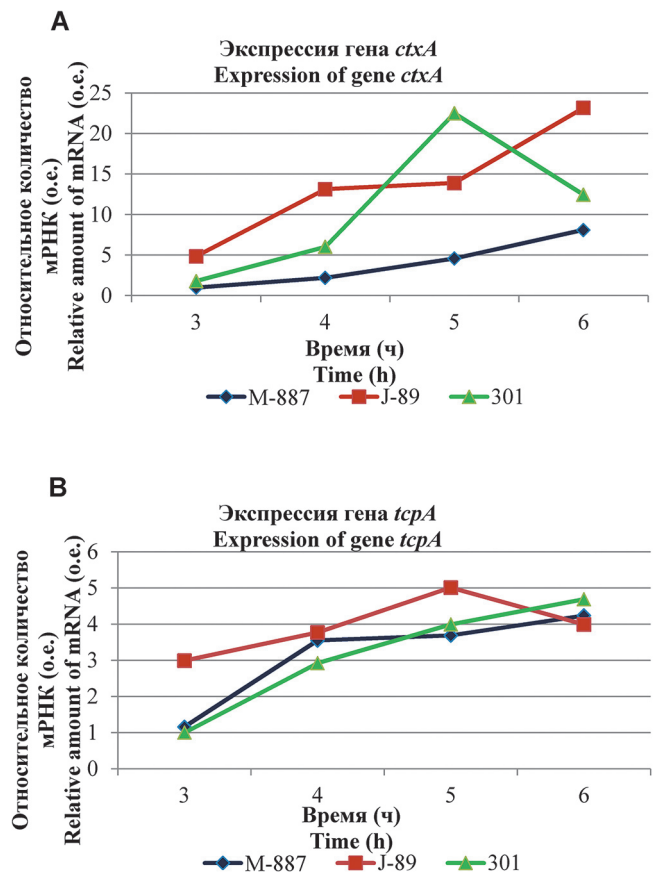 A
Экспрессия гена ctxA
Expression of gene ctxA
Относительное количество
мРНК (о.е.)
Relative amount of mRNA (o.e.)
25
20
15
10
5
0
3 4 5 6
Время (ч)
Time (h)
M-887 J-89 301
B
Экспрессия гена tcpA
Expression of gene tcpA
Относительное количество
мРНК (о.е.)
Relative amount of mRNA (o.e.)
6
5
4
3
2
1
0
3 4 5 6
Время (ч)
Time (h)
M-887 J-89 301